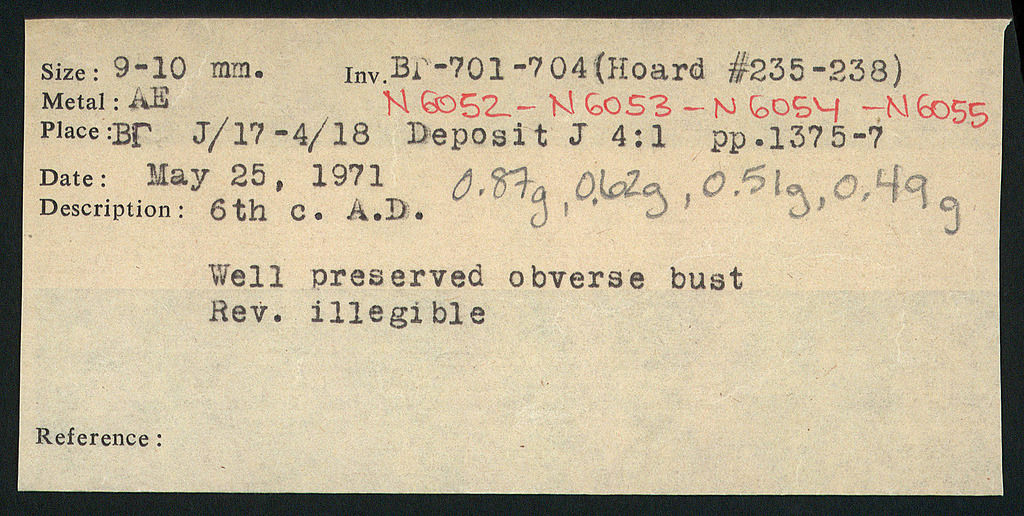 Size: 9-10 mm. Inv. ΒΓ-701-704(Hoard #235-238)
Metal: AE N6052 - N6053 - N6054 - N6055
Place: ΒΓ J/17-4/18 Deposit J 4:1 pp.1375-7
Date: May 25, 1971 0.87g, 0.62g, 0.51g, 0.49g
Description: 6th c. A.D.
Well preserved obverse bust
Rev. illegible
Reference: